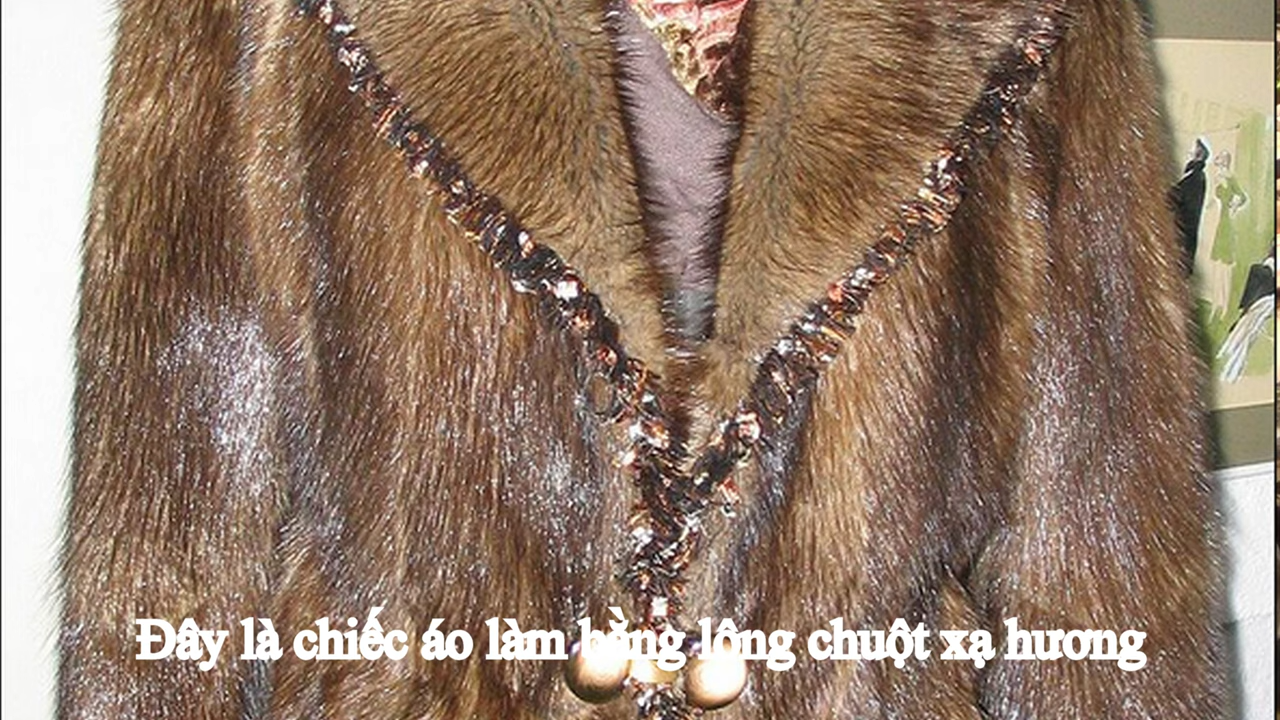 Đây là chiếc áo làm bằng lông chuột xạ hương